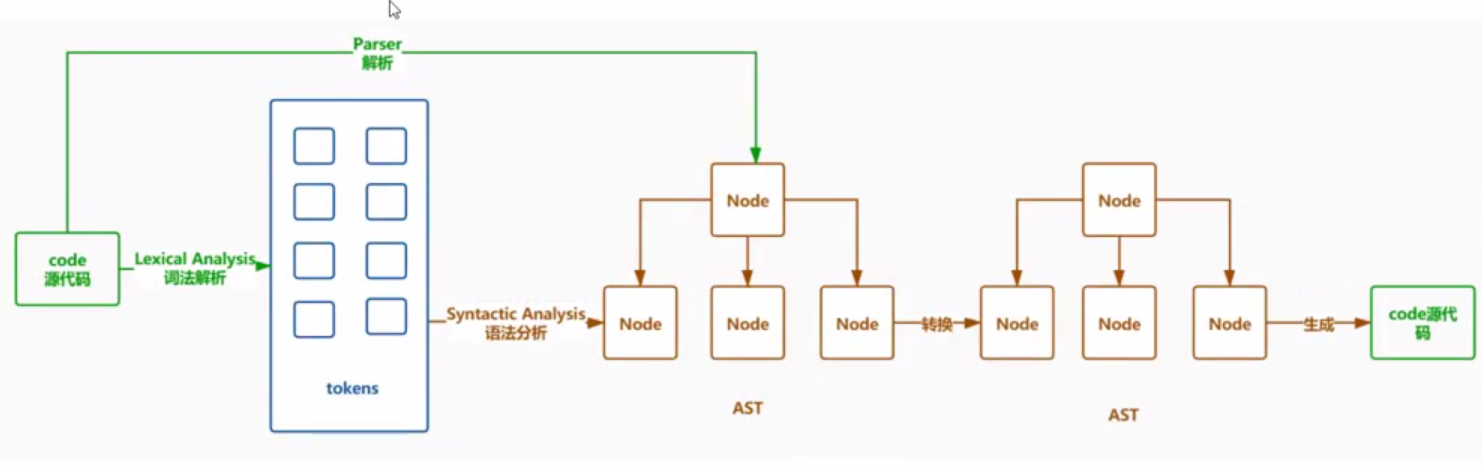 Parser
解析
code
源代码
Lexical Analysis
词法解析
tokens
Syntactic Analysis
语法分析
Node
Node
Node
Node
AST
转换
Node
Node
Node
Node
AST
生成
code源代
码